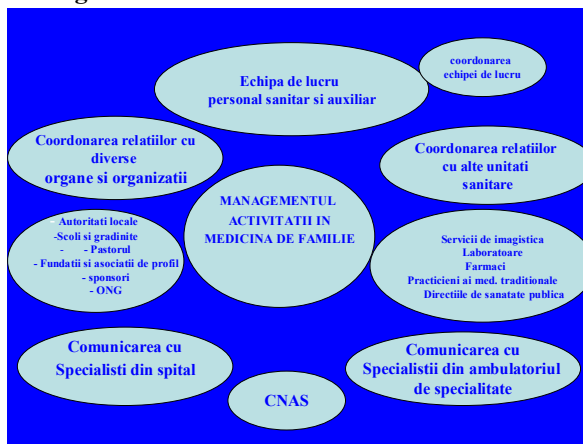 Echipa de lucru
personal sanitar si auxiliar
coordonarea
echipei de lucru
Coordonarea relatiilor cu
diverse
organe si organizatii
Coordonarea relatiilor
cu alte unitati
sanitare
MANAGEMENTUL
ACTIVITATII IN
MEDICINA DE FAMILIE
- Autoritati locale
-Scoli si gradinite
- - Pastorul
- Fundatii si asociatii de profil
- sponsori
- ONG
Servicii de imagistica
Laboratoare
Farmaci
Practicieni ai med. traditionale
Directiile de sanatate publica
Comunicarea cu
Specialisti din spital
Comunicarea cu
Specialistii din ambulatoriul
de specialitate
CNAS